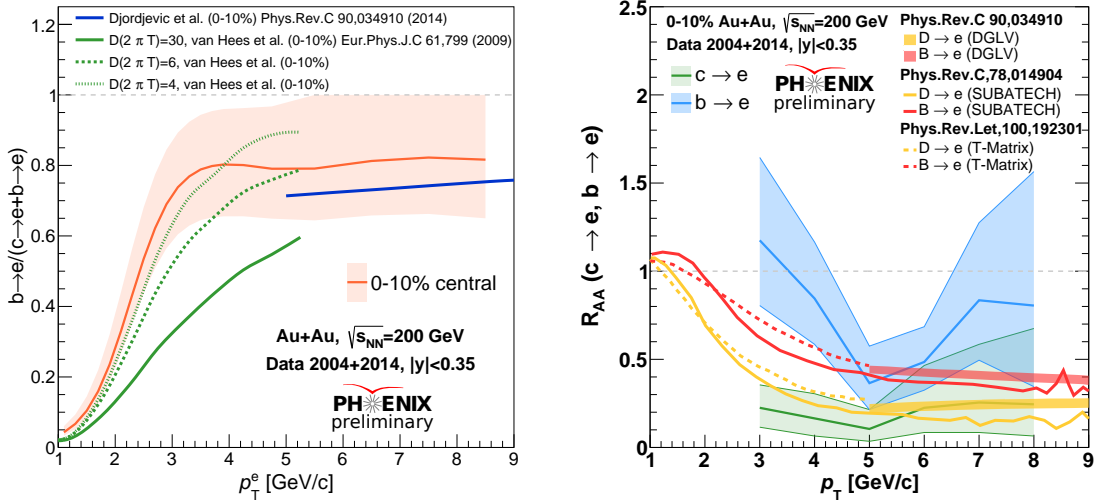 Djordjevic et al. (0-10%) Phys.Rev.C 90,034910 (2014)
D(2 π T)=30, van Hees et al. (0-10%) Eur.Phys.J.C 61,799 (2009)
D(2 π T)=6, van Hees et al. (0-10%)
D(2 π T)=4, van Hees et al. (0-10%)
1.2
1
0.8
0.6
0.4
0.2
0
b→e/(c→e+b→e)
0-10% central
Au+Au, √s_NN=200 GeV
Data 2004+2014, |y|<0.35
PHENIX
preliminary
1 2 3 4 5 6 7 8 9
p_T^e [GeV/c]
2.5
2
1.5
1
0.5
0
R_AA (c → e, b → e)
0-10% Au+Au, √s_NN=200 GeV
Data 2004+2014, |y|<0.35
c → e
b → e
PHENIX
preliminary
Phys.Rev.C 90,034910
D → e (DGLV)
B → e (DGLV)
Phys.Rev.C,78,014904
D → e (SUBATECH)
B → e (SUBATECH)
Phys.Rev.Let,100,192301
D → e (T-Matrix)
B → e (T-Matrix)
1 2 3 4 5 6 7 8 9
p_T [GeV/c]